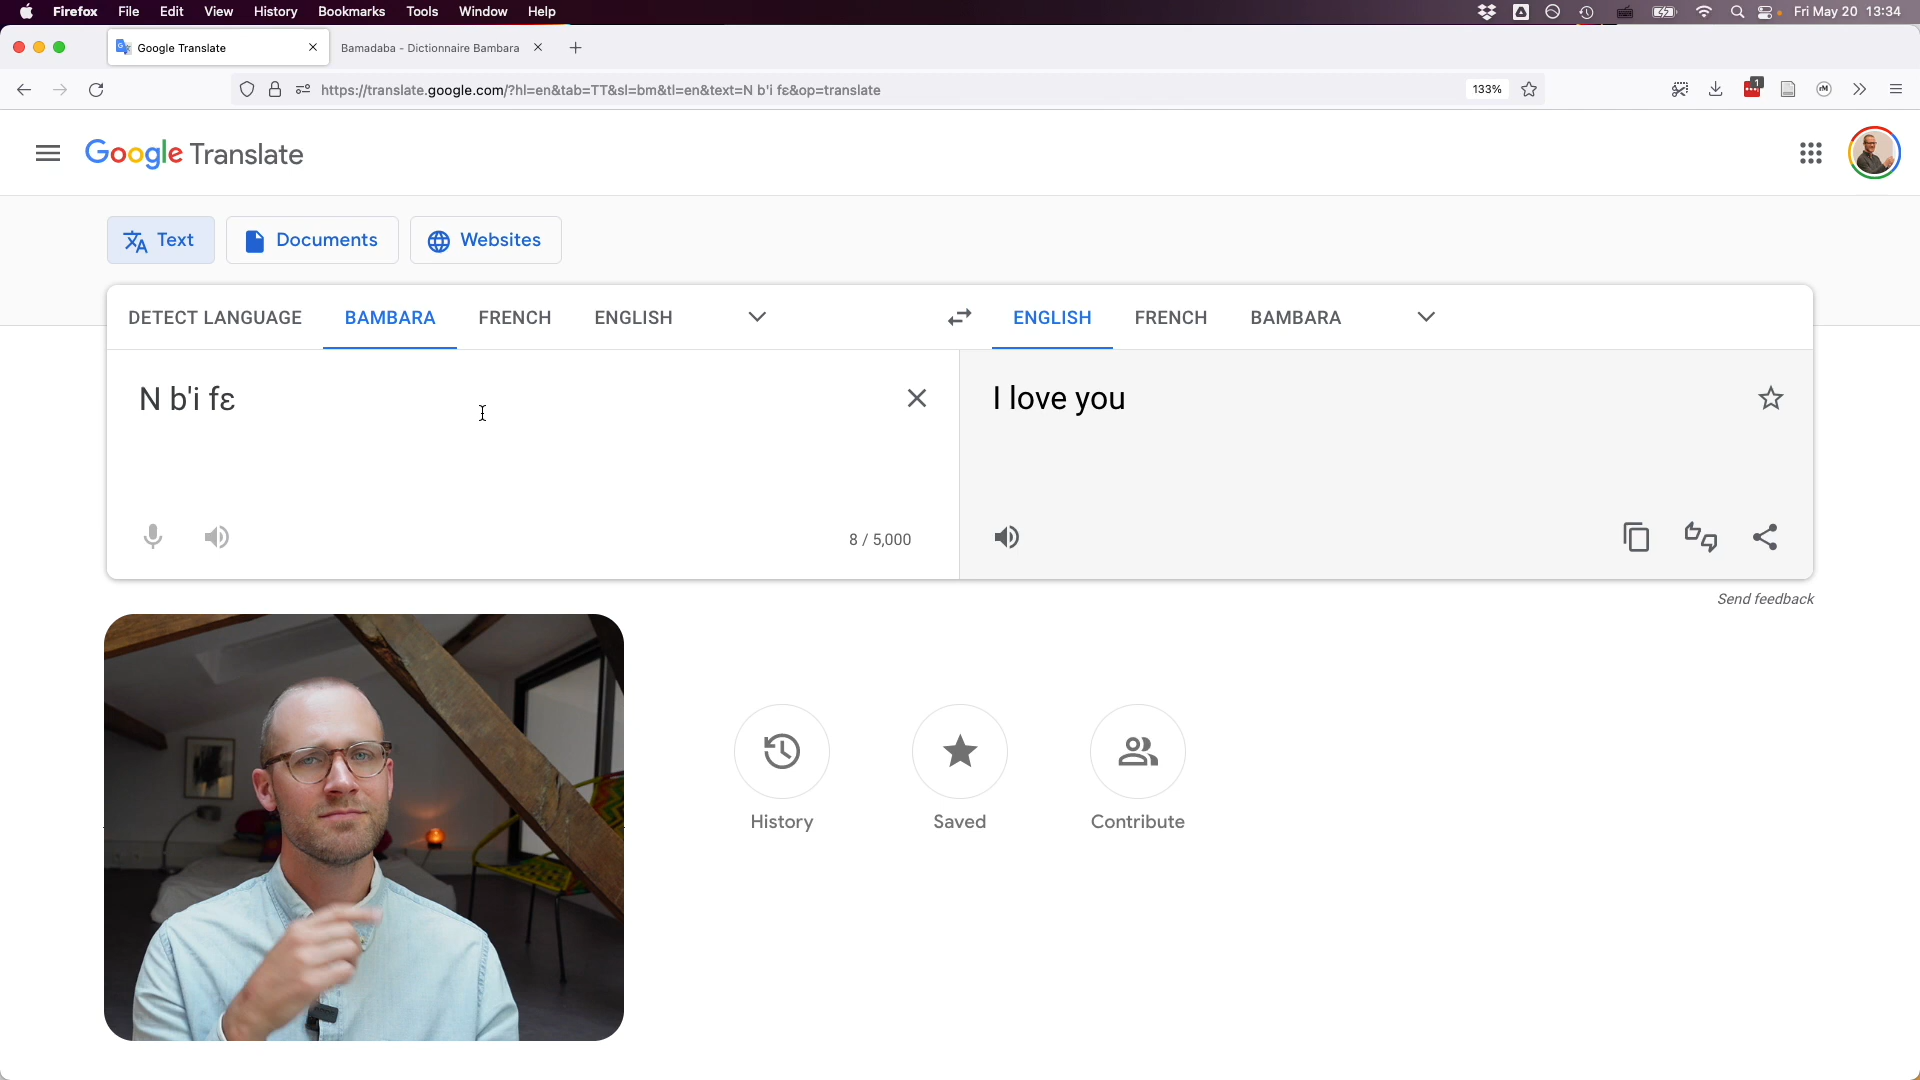 Firefox File Edit View History Bookmarks Tools Window Help Fri May 20 13:34
Google Translate Bamadaba - Dictionnaire Bambara
https://translate.google.com/?hl=en&tab=TT&sl=bm&tl=en&text=N b'i fɛ&op=translate 133% 1
Google Translate
Text Documents Websites
DETECT LANGUAGE BAMBARA FRENCH ENGLISH ENGLISH FRENCH BAMBARA
N b'i fɛ I love you
8 / 5,000
Send feedback
History Saved Contribute